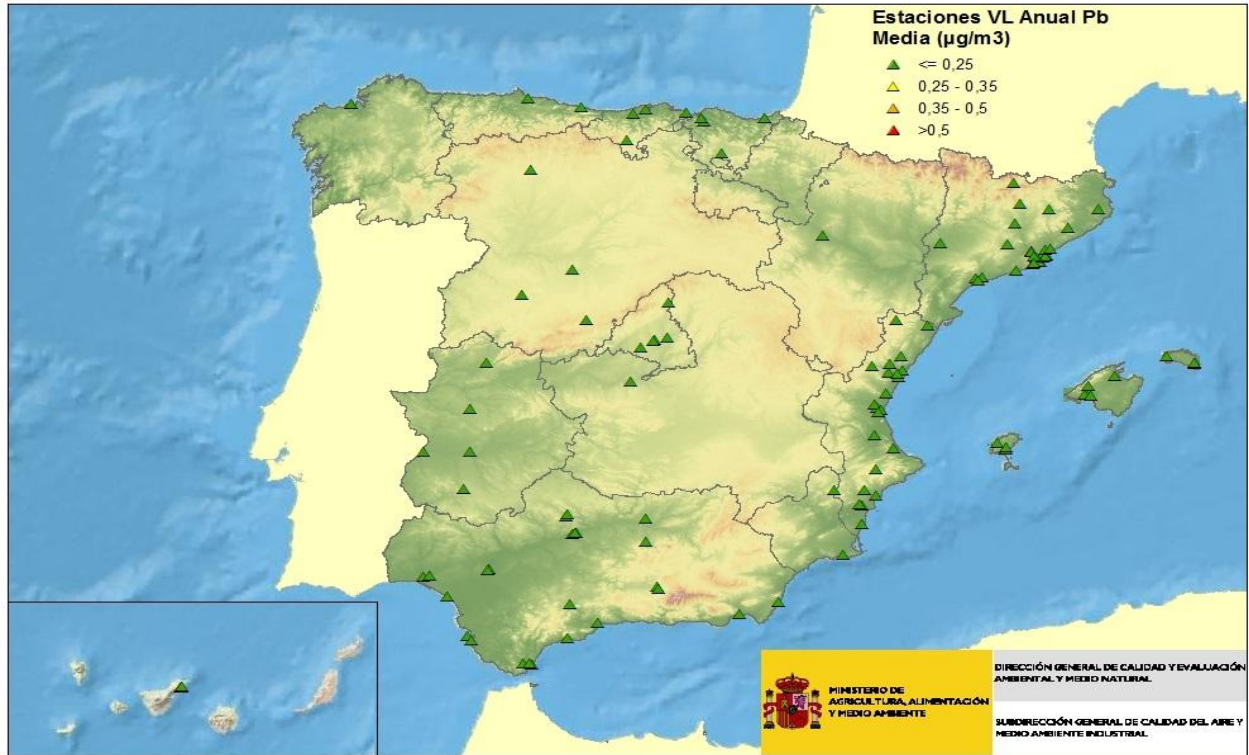 Estaciones VL Anual Pb
Media (µg/m3)
<= 0,25
0,25 - 0,35
0,35 - 0,5
>0,5
MINISTERIO DE
AGRICULTURA, ALIMENTACIÓN
Y MEDIO AMBIENTE
DIRECCIÓN GENERAL DE CALIDAD Y EVALUACIÓN
AMBIENTAL Y MEDIO NATURAL
SUBDIRECCIÓN GENERAL DE CALIDAD DEL AIRE Y
MEDIO AMBIENTE INDUSTRIAL